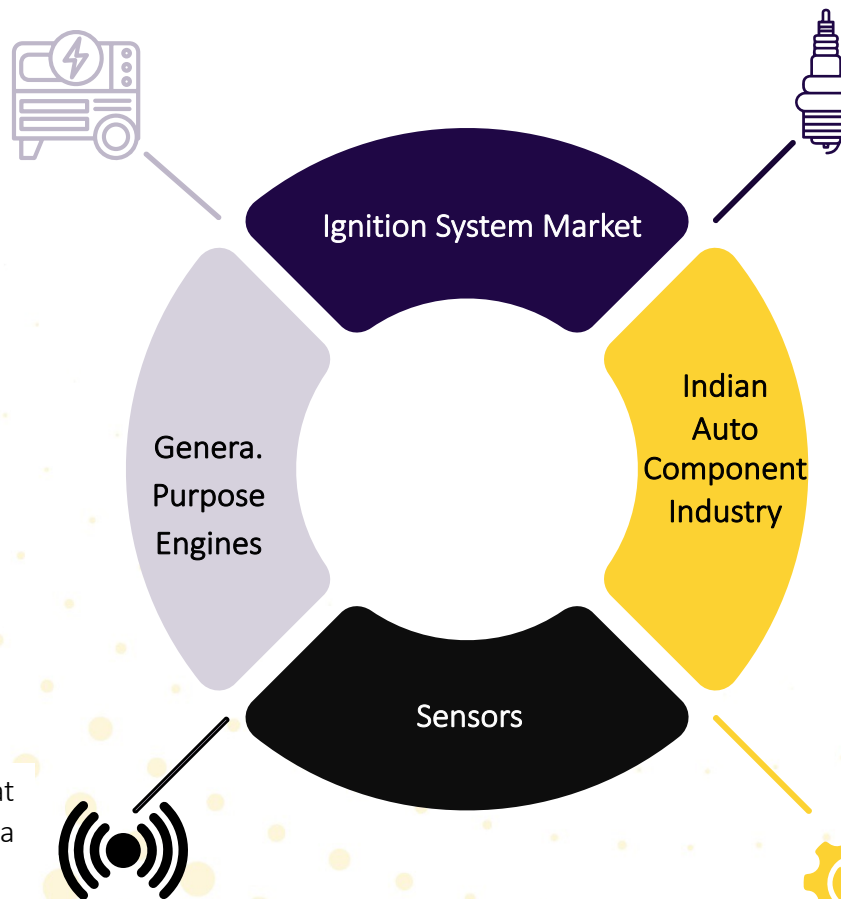 Ignition System Market
Indian
Auto
Component
Industry
Genera.
Purpose
Engines
Sensors
a